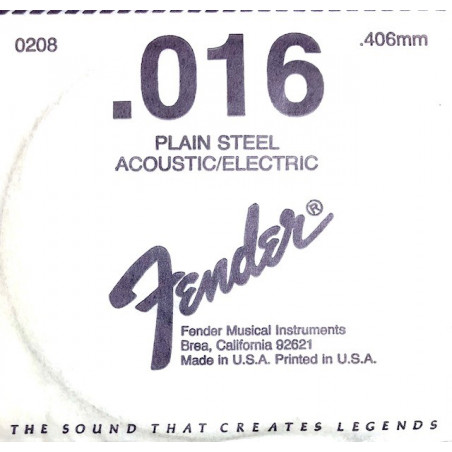 0208 .016 .406mm
PLAIN STEEL
ACOUSTIC/ELECTRIC
Fender®
Fender Musical Instruments
Brea, California 92621
Made in U.S.A. Printed in U.S.A.
THE SOUND THAT CREATES LEGENDS